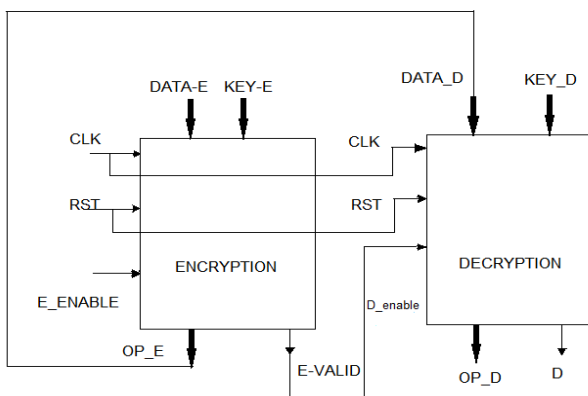 DATA-E
KEY-E
DATA_D
KEY_D
CLK
CLK
RST
RST
ENCRYPTION
DECRYPTION
E_ENABLE
D_enable
OP_E
E-VALID
OP_D
D